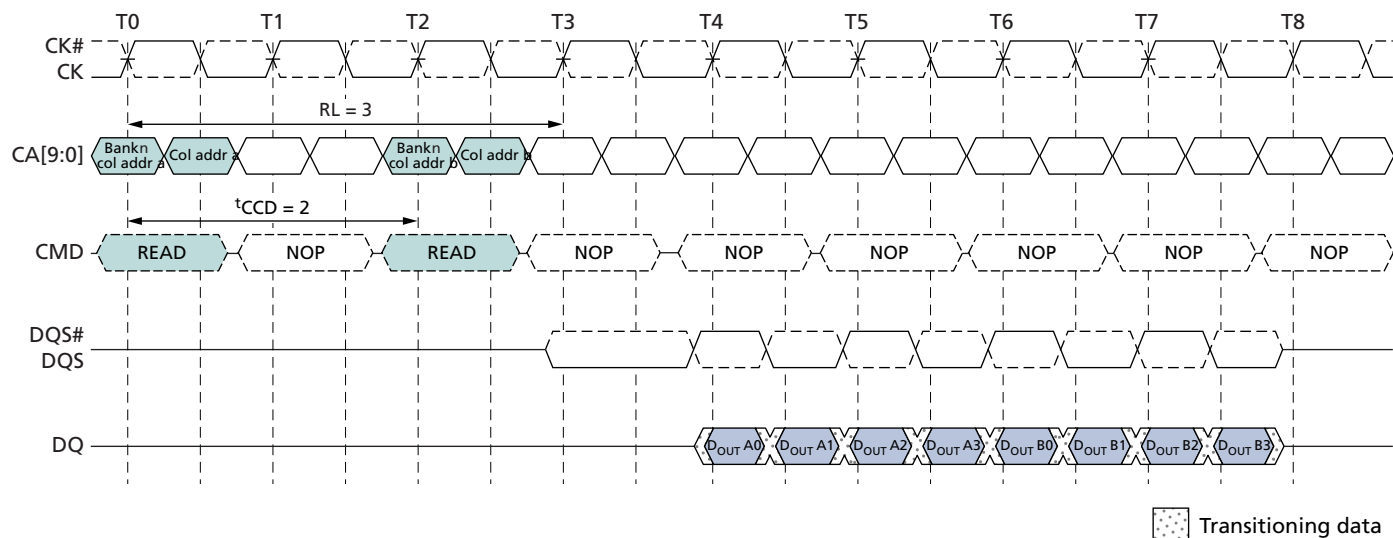 T0 T1 T2 T3 T4 T5 T6 T7 T8
CK#
CK
RL = 3
CA[9:0]
Bankn col addr a
Col addr a
Bankn col addr b
Col addr b
tCCD = 2
CMD READ NOP READ NOP NOP NOP NOP NOP NOP
DQS#
DQS
DQ DOUT A0 DOUT A1 DOUT A2 DOUT A3 DOUT B0 DOUT B1 DOUT B2 DOUT B3
Transitioning data